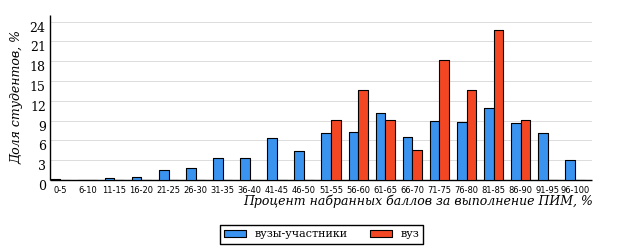 Доля студентов, %
24
21
18
15
12
9
6
3
0
0-5 6-10 11-15 16-20 21-25 26-30 31-35 36-40 41-45 46-50 51-55 56-60 61-65 66-70 71-75 76-80 81-85 86-90 91-95 96-100
Процент набранных баллов за выполнение ПИМ, %
вузы-участники вуз